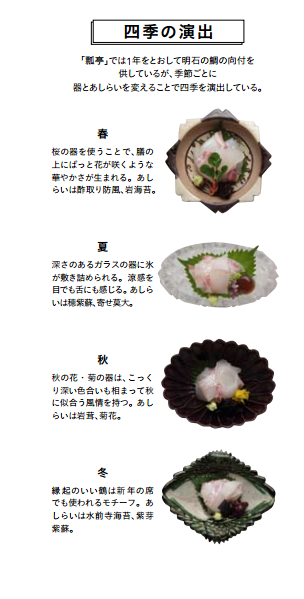 四季の演出
「瓢亭」では1年をとおして明石の鯛の向付を
供しているが、季節ごとに
器とあしらいを変えることで四季を演出している。
春
桜の器を使うことで、膳の
上にぱっと花が咲くような
華やかさが生まれる。あし
らいは酢取り防風、岩海苔。
夏
深さのあるガラスの器に氷
が敷き詰められる。涼感を
目でも舌にも感じる。あしら
いは穂紫蘇、寄せ莫大。
秋
秋の花・菊の器は、こっく
り深い色合いも相まって秋
に似合う風情を持つ。あし
らいは岩茸、菊花。
冬
縁起のいい鶴は新年の席
でも使われるモチーフ。あ
しらいは水前寺海苔、紫芽
紫蘇。